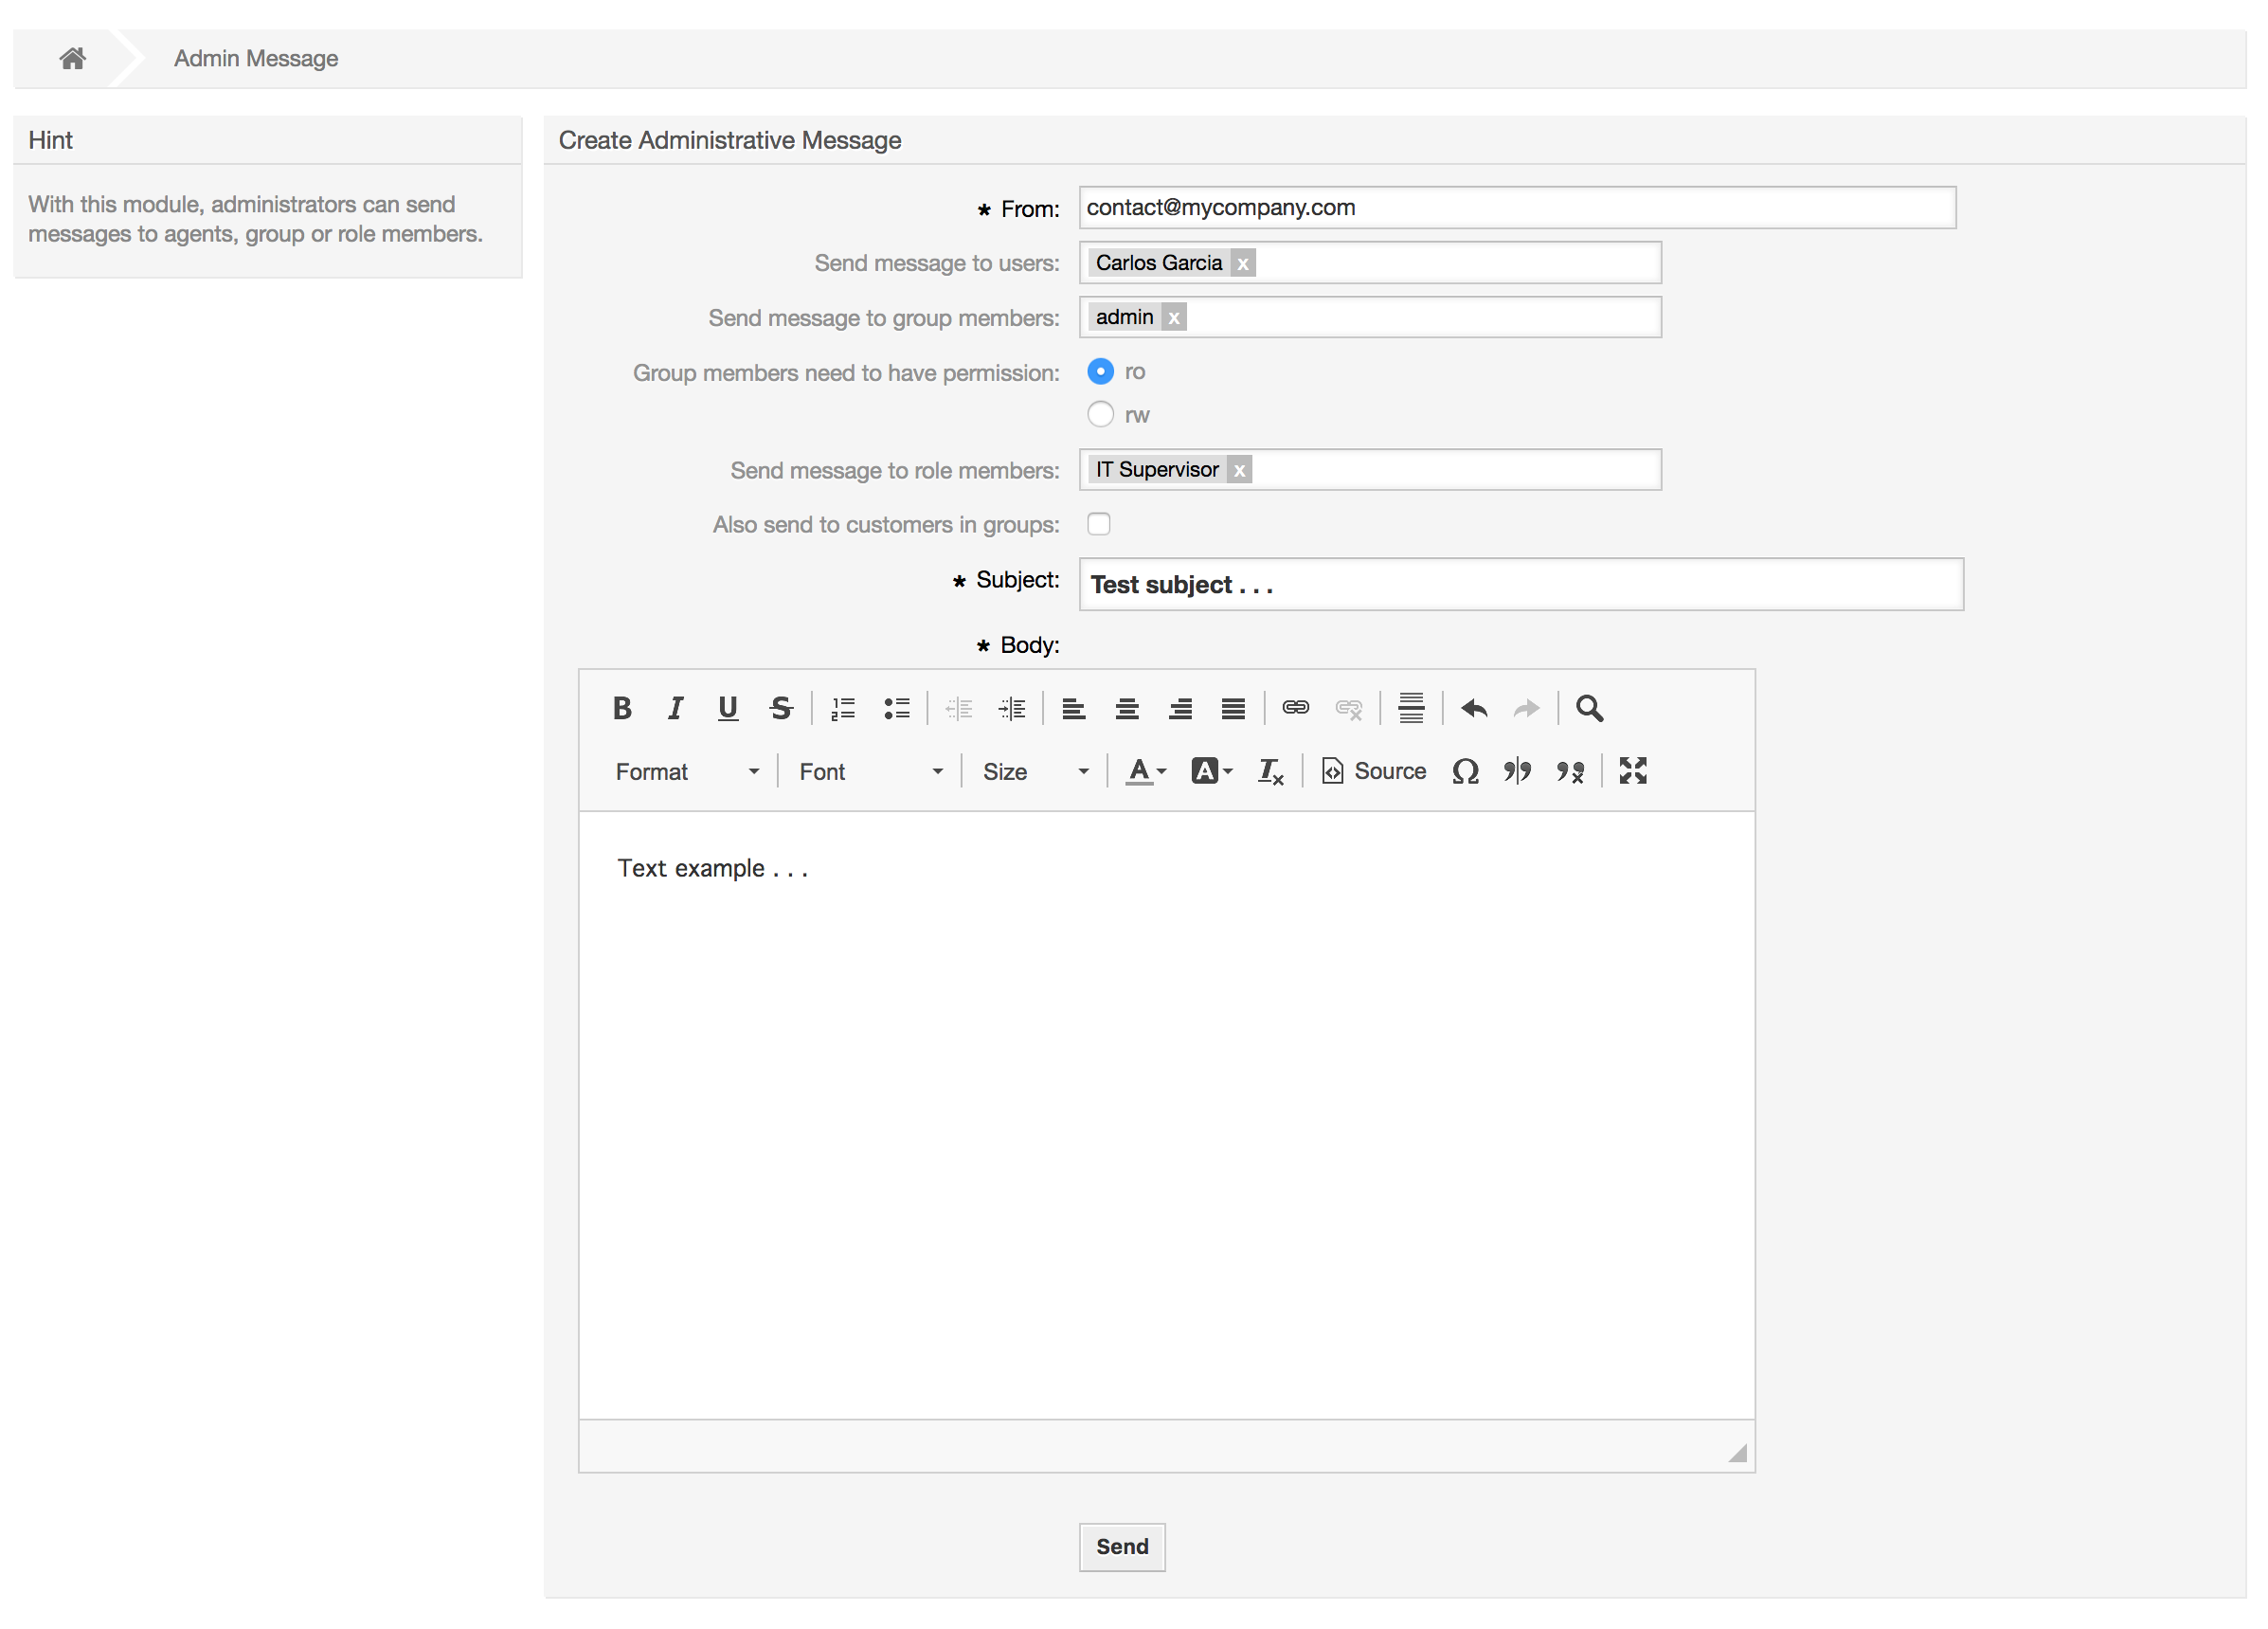 Admin Message
Hint
With this module, administrators can send
messages to agents, group or role members.
Create Administrative Message
* From: contact@mycompany.com
Send message to users: Carlos Garcia x
Send message to group members: admin x
Group members need to have permission: ro
rw
Send message to role members: IT Supervisor x
Also send to customers in groups:
* Subject: Test subject . . .
* Body:
Format Font Size Source
Text example . . .
Send